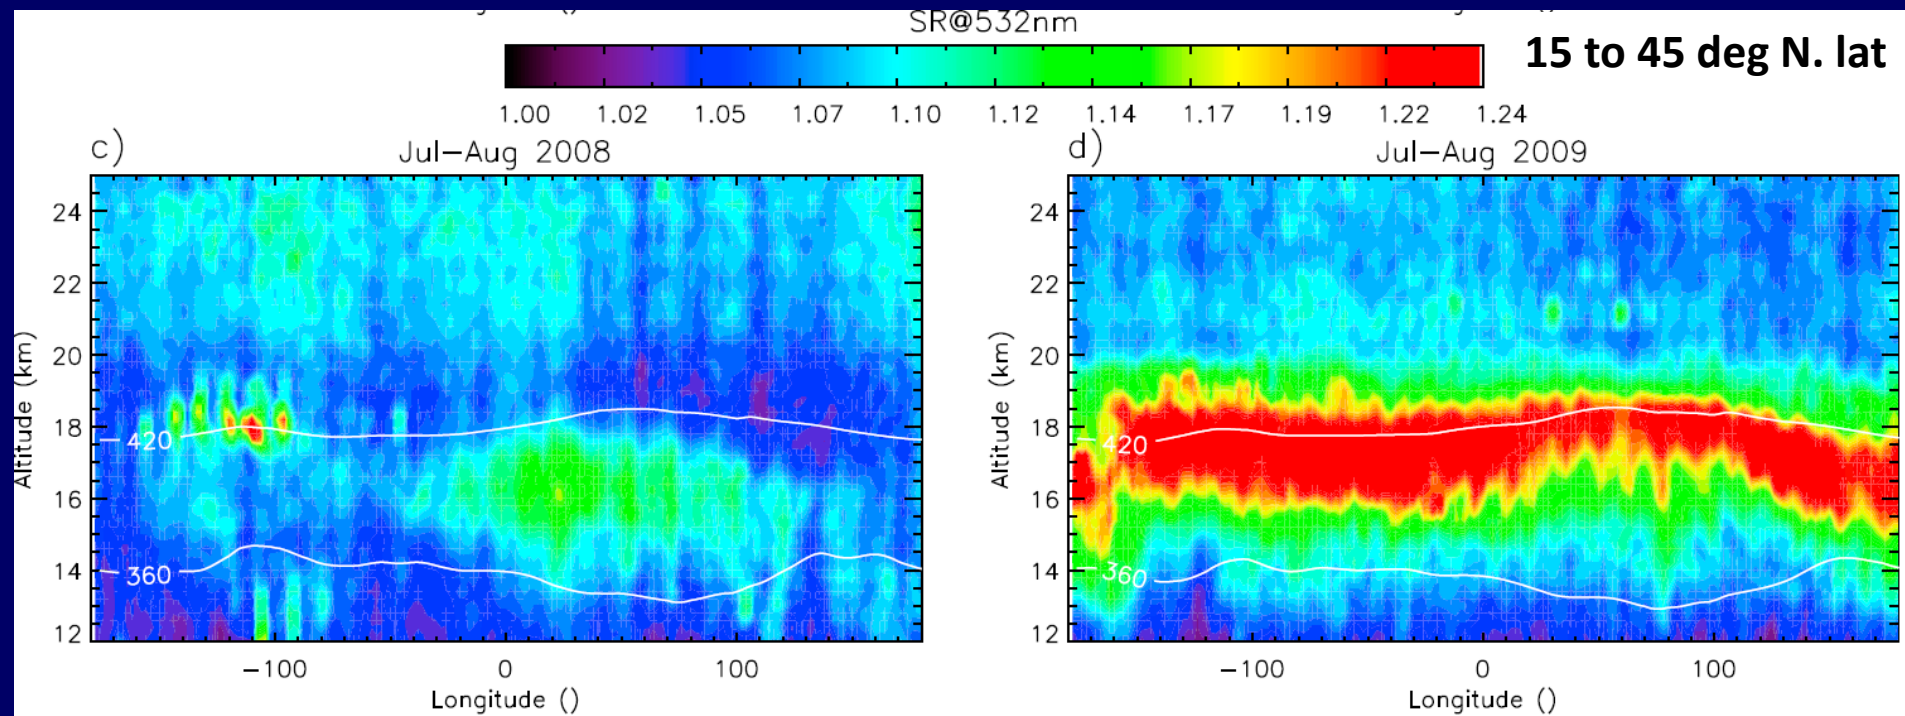 SR@532nm
15 to 45 deg N. lat
1.00 1.02 1.05 1.07 1.10 1.12 1.14 1.17 1.19 1.22 1.24
c) Jul-Aug 2008
d) Jul-Aug 2009
24
22
20
18
16
14
12
Altitude (km)
420
360
-100 0 100
Longitude ()
24
22
20
18
16
14
12
Altitude (km)
420
360
-100 0 100
Longitude ()